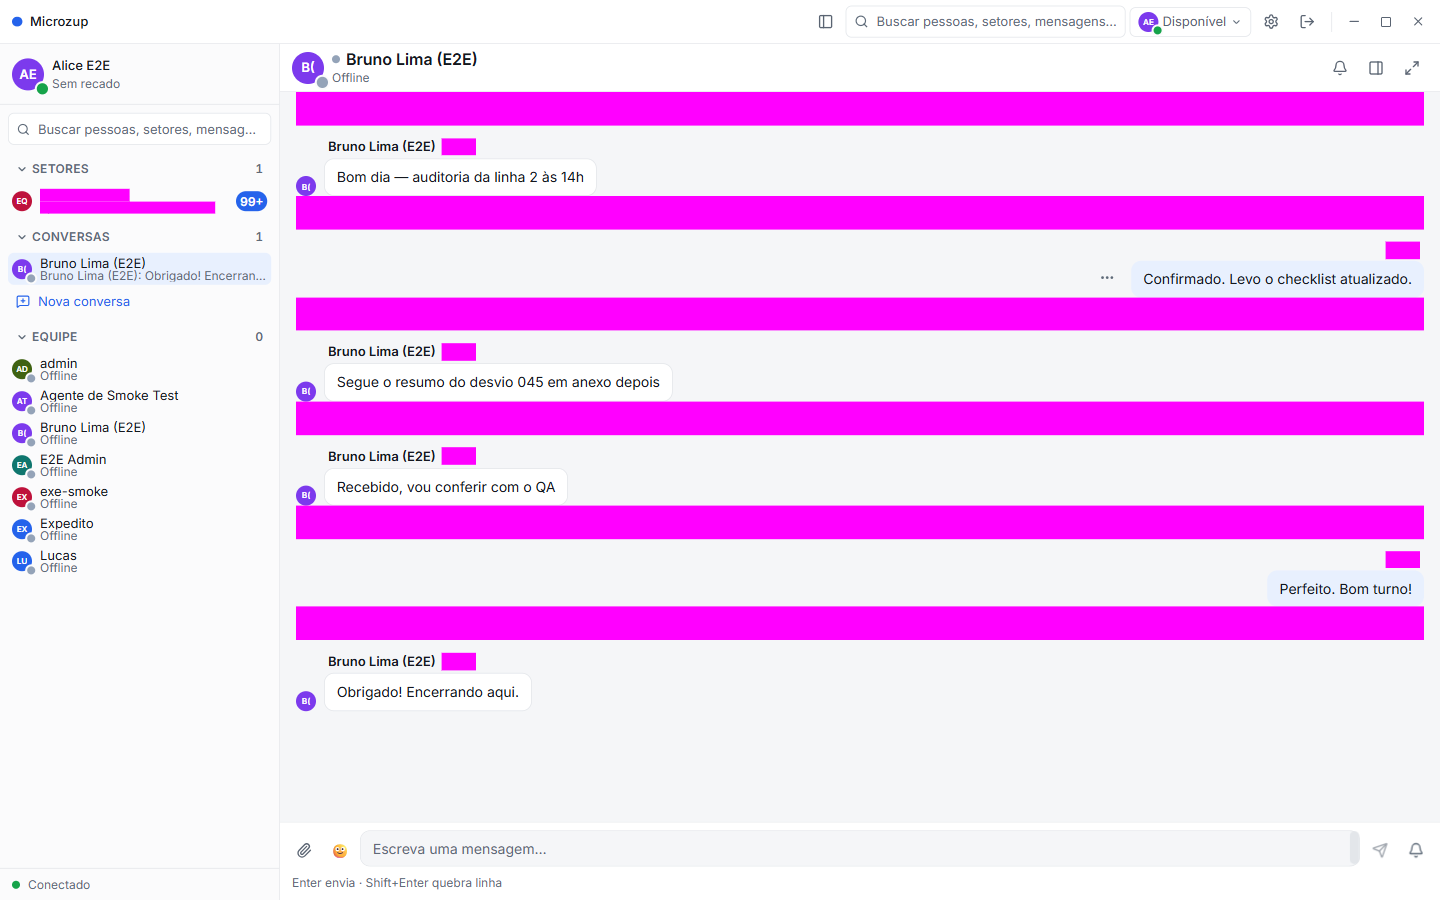 Microzup
Buscar pessoas, setores, mensagens...
AE
Disponível
AE
Alice E2E
Sem recado
Buscar pessoas, setores, mensag...
SETORES 1
EQ
99+
CONVERSAS 1
B(
Bruno Lima (E2E)
Bruno Lima (E2E): Obrigado! Encerran...
Nova conversa
EQUIPE 0
AD
admin
Offline
AT
Agente de Smoke Test
Offline
B(
Bruno Lima (E2E)
Offline
EA
E2E Admin
Offline
EX
exe-smoke
Offline
EX
Expedito
Offline
LU
Lucas
Offline
Conectado
B(
Bruno Lima (E2E)
Offline
Bruno Lima (E2E)
B(
Bom dia — auditoria da linha 2 às 14h
Confirmado. Levo o checklist atualizado.
Bruno Lima (E2E)
B(
Segue o resumo do desvio 045 em anexo depois
Bruno Lima (E2E)
B(
Recebido, vou conferir com o QA
Perfeito. Bom turno!
Bruno Lima (E2E)
B(
Obrigado! Encerrando aqui.
Escreva uma mensagem...
Enter envia · Shift+Enter quebra linha